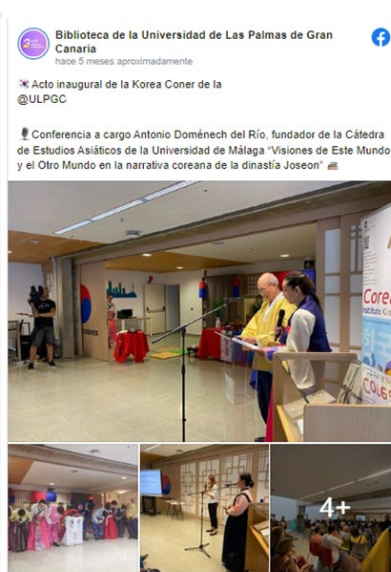 Biblioteca de la Universidad de Las Palmas de Gran
Canaria
hace 5 meses aproximadamente
Acto inaugural de la Korea Coner de la
@ULPGC
Conferencia a cargo Antonio Doménech del Río, fundador de la Cátedra
de Estudios Asiáticos de la Universidad de Málaga "Visiones de Este Mundo
y el Otro Mundo en la narrativa coreana de la dinastía Joseon"
4+